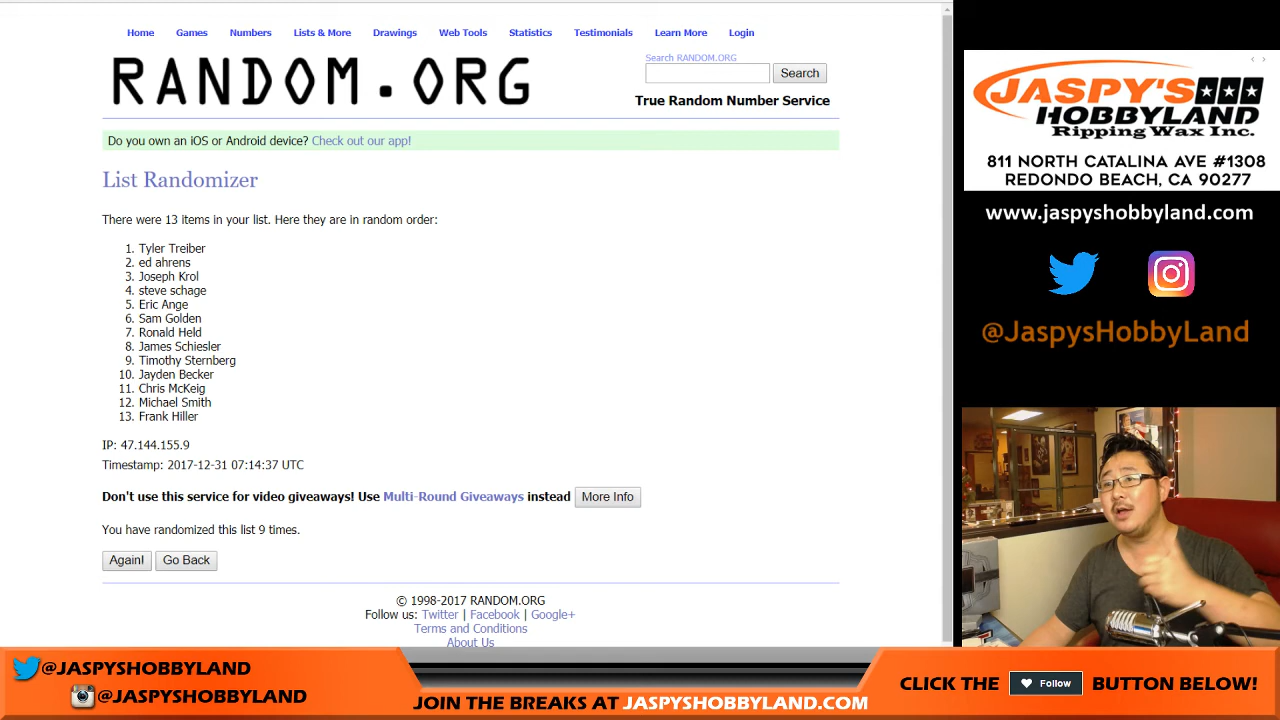 Home Games Numbers Lists & More Drawings Web Tools Statistics Testimonials Learn More Login
RANDOM.ORG
Search RANDOM.ORG
Search
True Random Number Service
Do you own an iOS or Android device? Check out our app!
List Randomizer
There were 13 items in your list. Here they are in random order:
1. Tyler Treiber
2. ed ahrens
3. Joseph Krol
4. steve schage
5. Eric Ange
6. Sam Golden
7. Ronald Held
8. James Schiesler
9. Timothy Sternberg
10. Jayden Becker
11. Chris McKeig
12. Michael Smith
13. Frank Hiller
IP: 47.144.155.9
Timestamp: 2017-12-31 07:14:37 UTC
Don't use this service for video giveaways! Use Multi-Round Giveaways instead More Info
You have randomized this list 9 times.
Again! Go Back
© 1998-2017 RANDOM.ORG
Follow us: Twitter | Facebook | Google+
Terms and Conditions
About Us
JASPY'S
HOBBYLAND
Ripping Wax Inc.
811 NORTH CATALINA AVE #1308
REDONDO BEACH, CA 90277
www.jaspyshobbyland.com
@JaspysHobbyLand
@JASPYSHOBBYLAND
@JASPYSHOBBYLAND
JOIN THE BREAKS AT JASPYSHOBBYLAND.COM
CLICK THE Follow BUTTON BELOW!